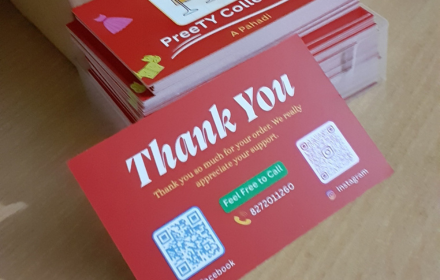 PreeTY Colle
A Pahadi
Thank You
Thank you so much for your order. We really
appreciate your support.
Feel Free to Call
8272011260
Instagram
acebook